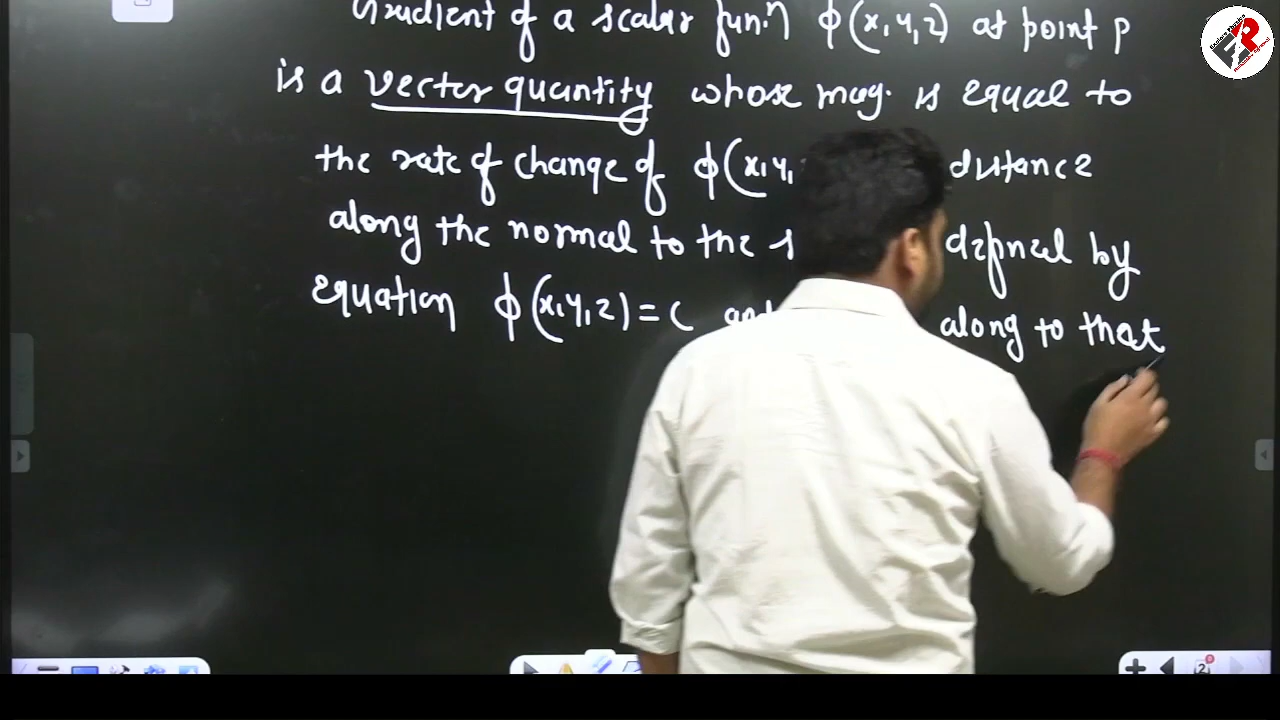 Gradient of a scalar fun.n ϕ(x,y,z) at point p
is a vector quantity whose mag. is equal to
the rate of change of ϕ(x,y, distance
along the normal to the s defined by
equation ϕ(x,y,z)=c and along to that